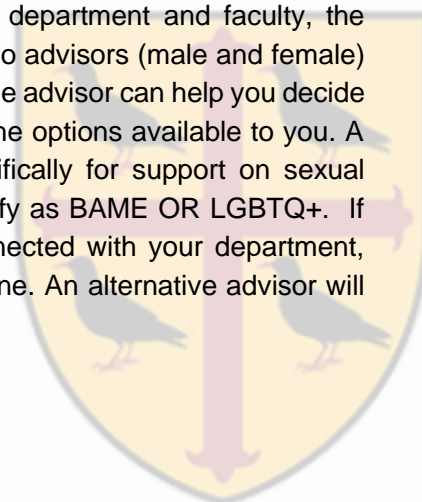 department and faculty, the
o advisors (male and female)
e advisor can help you decide
ne options available to you. A
ifically for support on sexual
fy as BAME OR LGBTQ+. If
nected with your department,
ne. An alternative advisor will